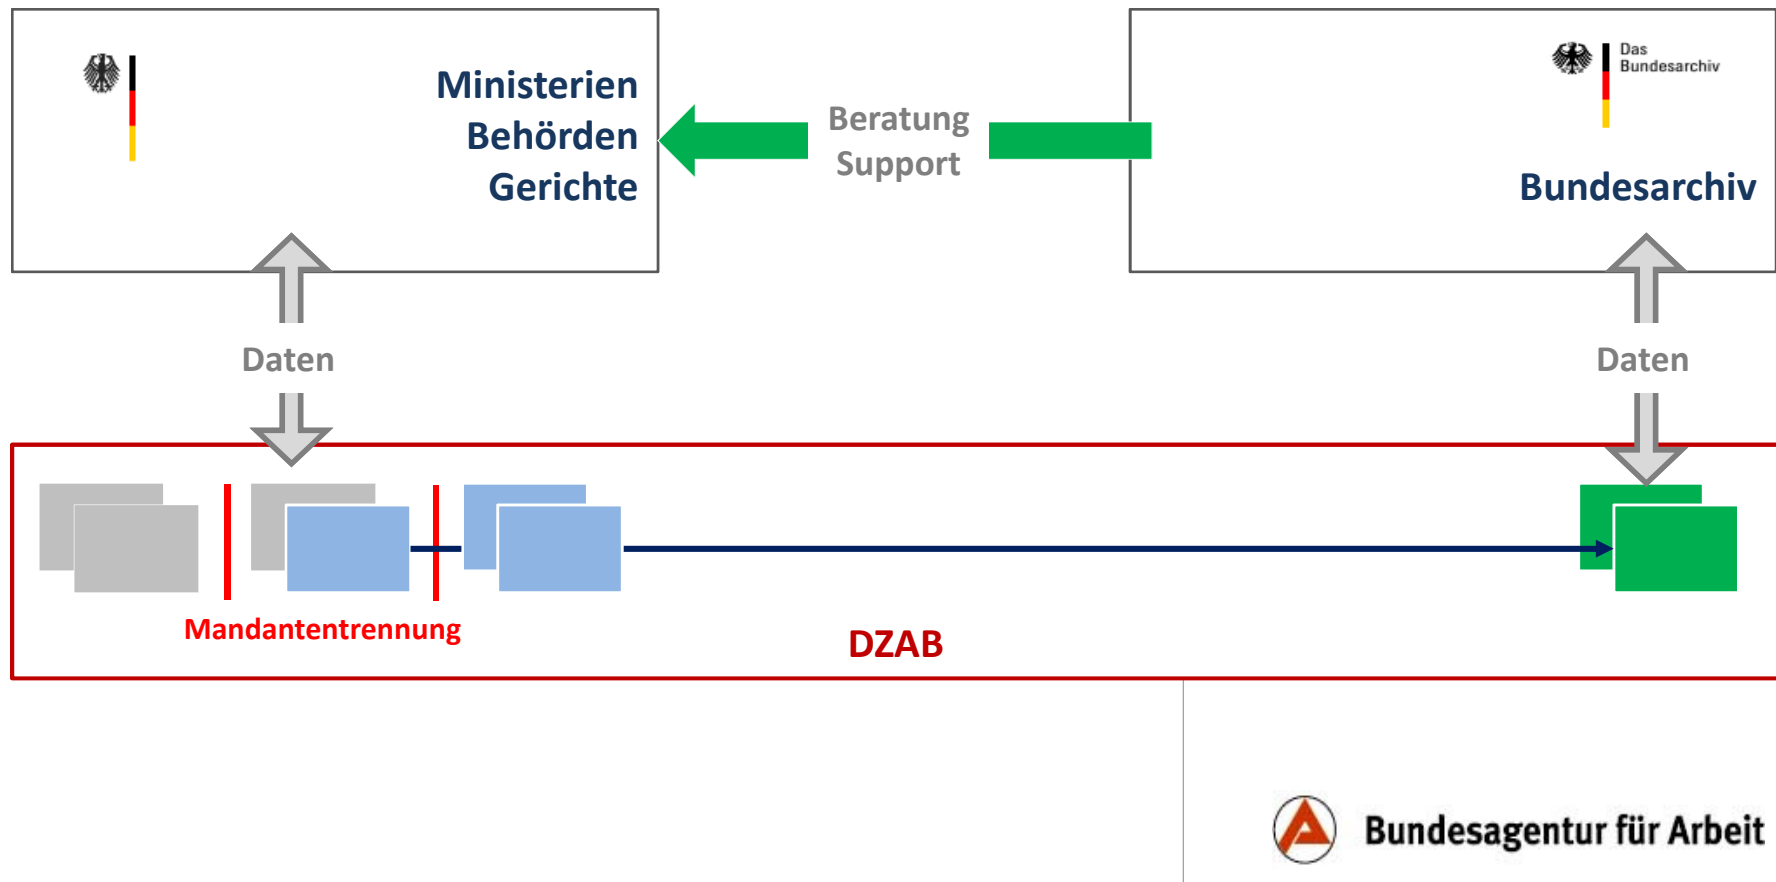 Ministerien
Behörden
Gerichte
Beratung
Support
Das
Bundesarchiv
Bundesarchiv
Daten
Daten
Mandantentrennung
DZAB
Bundesagentur für Arbeit